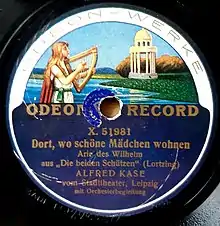 ODEON-WERKE
ODEON RECORD
X. 51981
Dort, wo schöne Mädchen wohnen
Arie des Wilhelm
aus „Die beiden Schützen“ (Lortzing)
ALFRED KASE
vom Stadttheater, Leipzig
mit Orchesterbegleitung